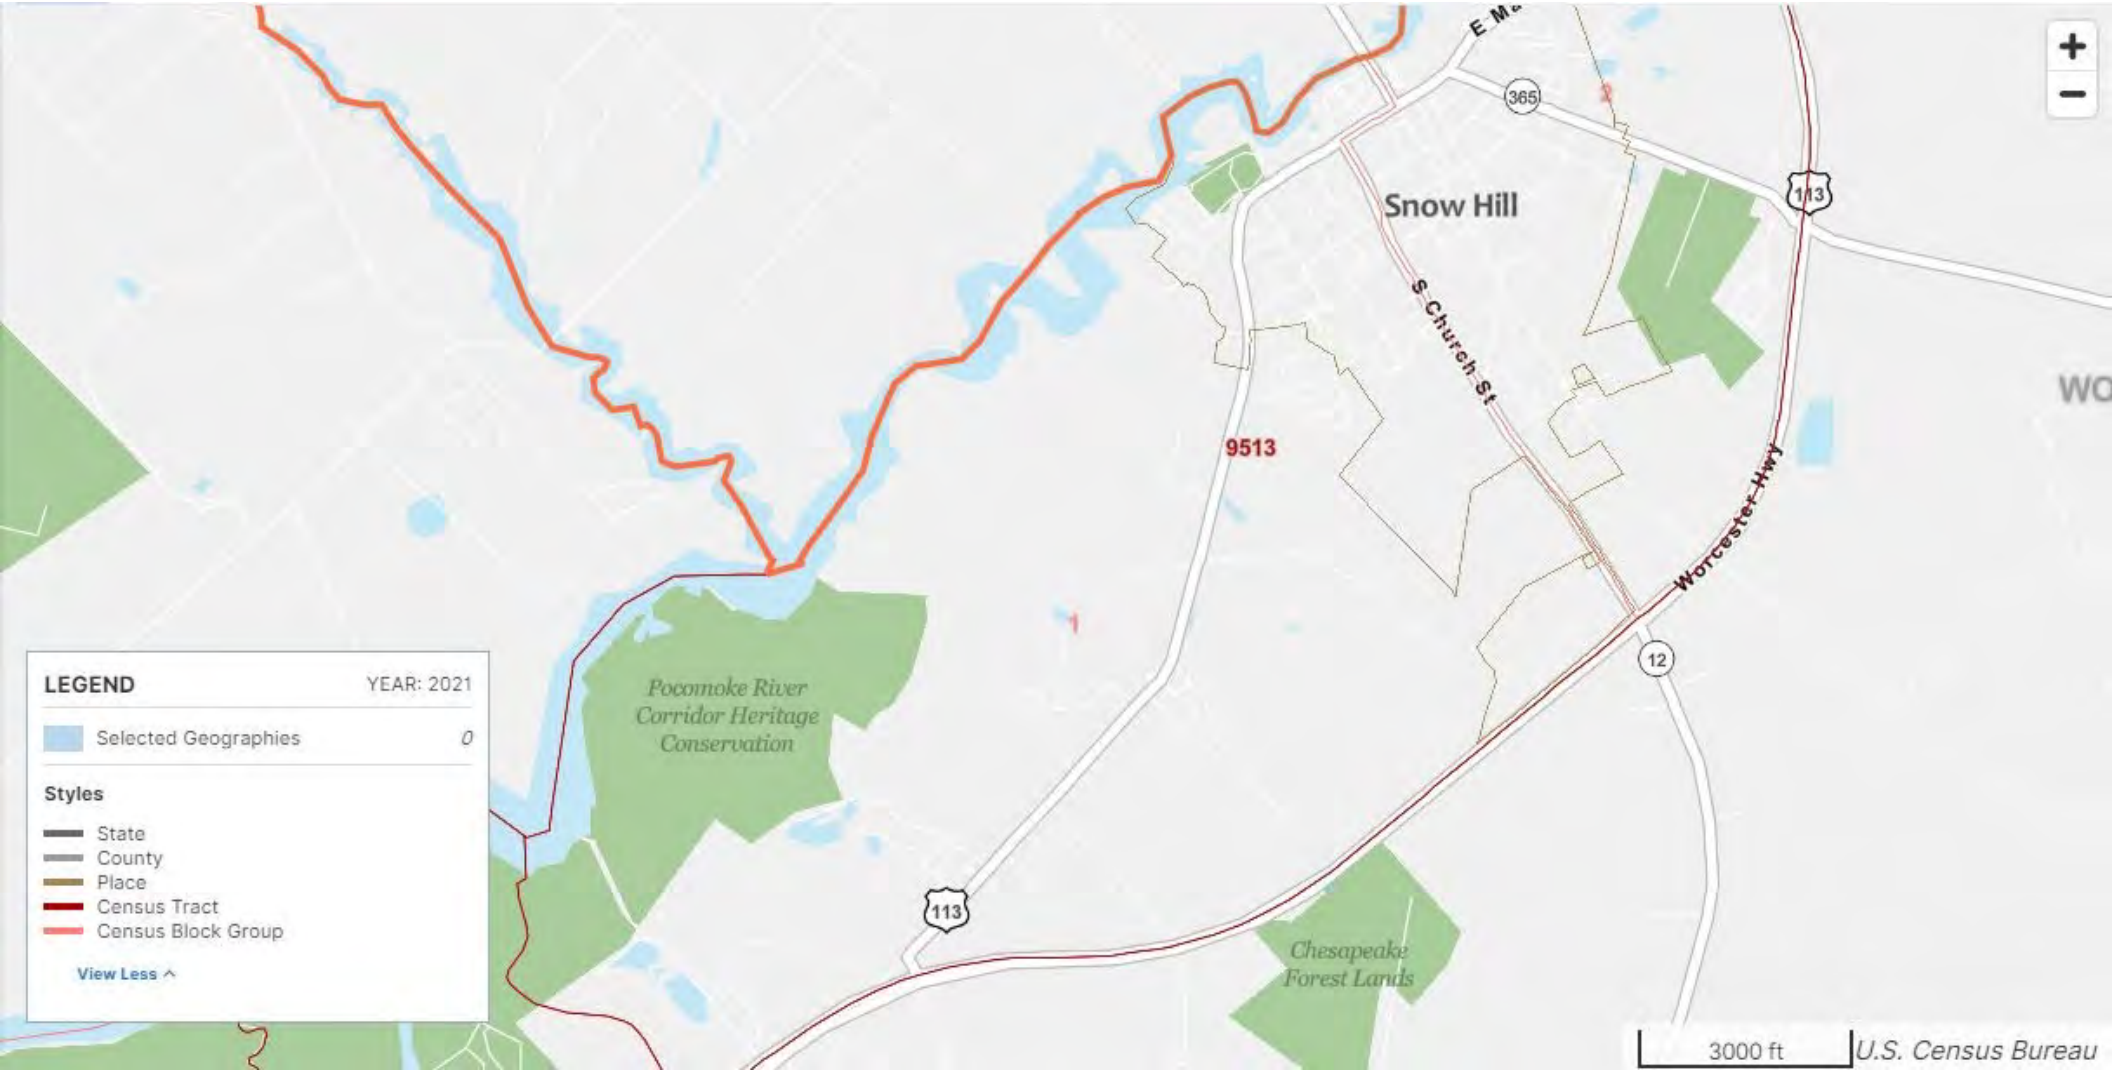 E Ma
+
−
365
2
113
Snow Hill
S Church St
WO
9513
Worcester Hwy
1
12
Pocomoke River
Corridor Heritage
Conservation
113
Chesapeake
Forest Lands
LEGEND YEAR: 2021
Selected Geographies 0
Styles
State
County
Place
Census Tract
Census Block Group
View Less ^
3000 ft U.S. Census Bureau